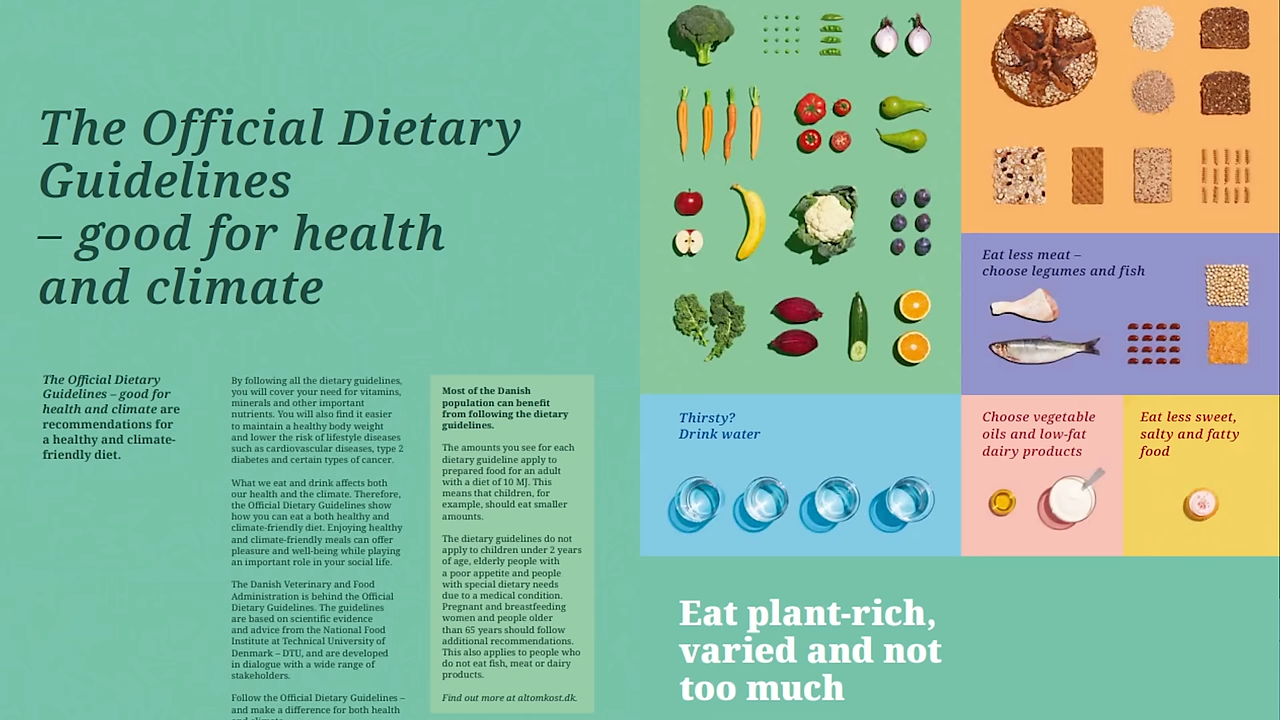 The Official Dietary
Guidelines
– good for health
and climate
The Official Dietary
Guidelines – good for
health and climate are
recommendations for
a healthy and climate-
friendly diet.
By following all the dietary guidelines,
you will cover your need for vitamins,
minerals and other important
nutrients. You will also find it easier
to maintain a healthy body weight
and lower the risk of lifestyle diseases
such as cardiovascular diseases, type 2
diabetes and certain types of cancer.
What we eat and drink affects both
our health and the climate. Therefore,
the Official Dietary Guidelines show
how you can eat a both healthy and
climate-friendly diet. Enjoying healthy
and climate-friendly meals can offer
pleasure and well-being while playing
an important role in your social life.
The Danish Veterinary and Food
Administration is behind the Official
Dietary Guidelines. The guidelines
are based on scientific evidence
and advice from the National Food
Institute at Technical University of
Denmark – DTU, and are developed
in dialogue with a wide range of
stakeholders.
Follow the Official Dietary Guidelines –
and make a difference for both health
and climate.
Most of the Danish
population can benefit
from following the dietary
guidelines.
The amounts you see for each
dietary guideline apply to
prepared food for an adult
with a diet of 10 MJ. This
means that children, for
example, should eat smaller
amounts.
The dietary guidelines do not
apply to children under 2 years
of age, elderly people with
a poor appetite and people
with special dietary needs
due to a medical condition.
Pregnant and breastfeeding
women and people older
than 65 years should follow
additional recommendations.
This also applies to people who
do not eat fish, meat or dairy
products.
Find out more at altomkost.dk.
Eat less meat –
choose legumes and fish
Thirsty?
Drink water
Choose vegetable
oils and low-fat
dairy products
Eat less sweet,
salty and fatty
food
Eat plant-rich,
varied and not
too much